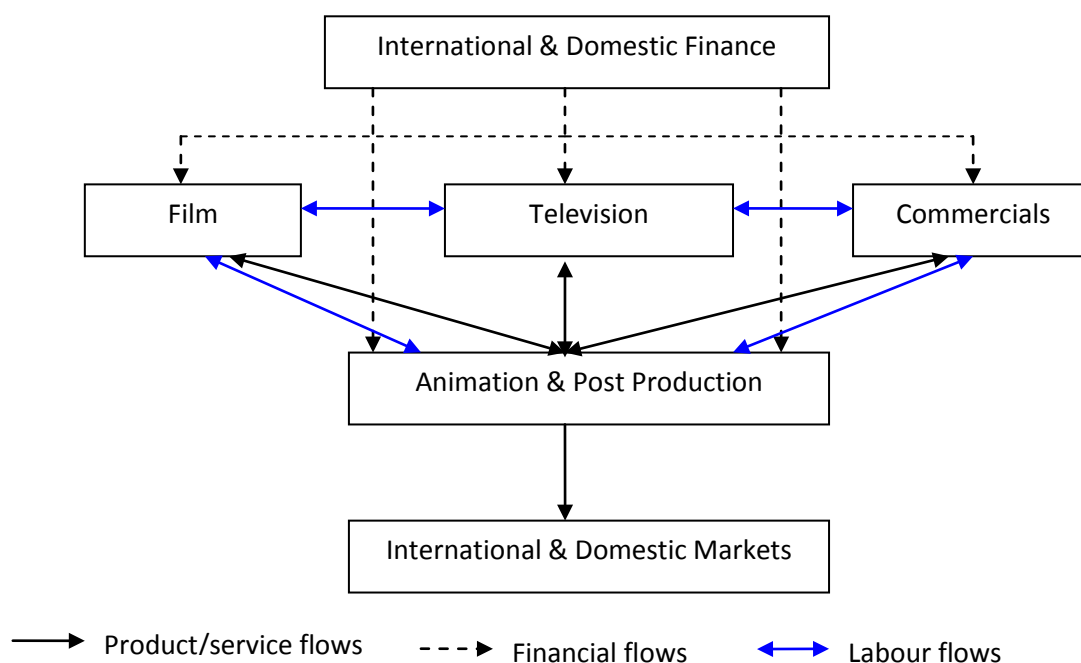 International & Domestic Finance
Film
Television
Commercials
Animation & Post Production
International & Domestic Markets
Product/service flows
Financial flows
Labour flows